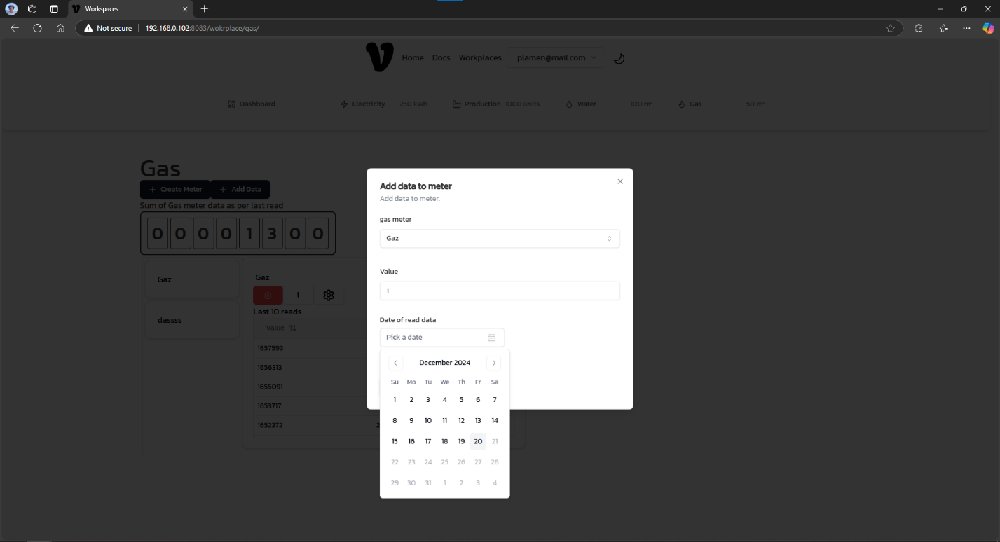 Workspaces
Not secure 192.168.0.102:8083/wokrplace/gas/
Home Docs Workplaces plamen@mail.com
Dashboard Electricity 250 kWh Production 1000 units Water 100 m³ Gas 50 m³
Gas
Create Meter Add Data
Sum of Gas meter data as per last read
0 0 0 0 1 3 0 0
Gaz
dassss
Gaz
i
Last 10 reads
Value
1657593
1656313
1655091
1653717
1652372 2
Add data to meter
Add data to meter.
gas meter
Gaz
Value
1
Date of read data
Pick a date
December 2024
Su Mo Tu We Th Fr Sa
1 2 3 4 5 6 7
8 9 10 11 12 13 14
15 16 17 18 19 20 21
22 23 24 25 26 27 28
29 30 31 1 2 3 4